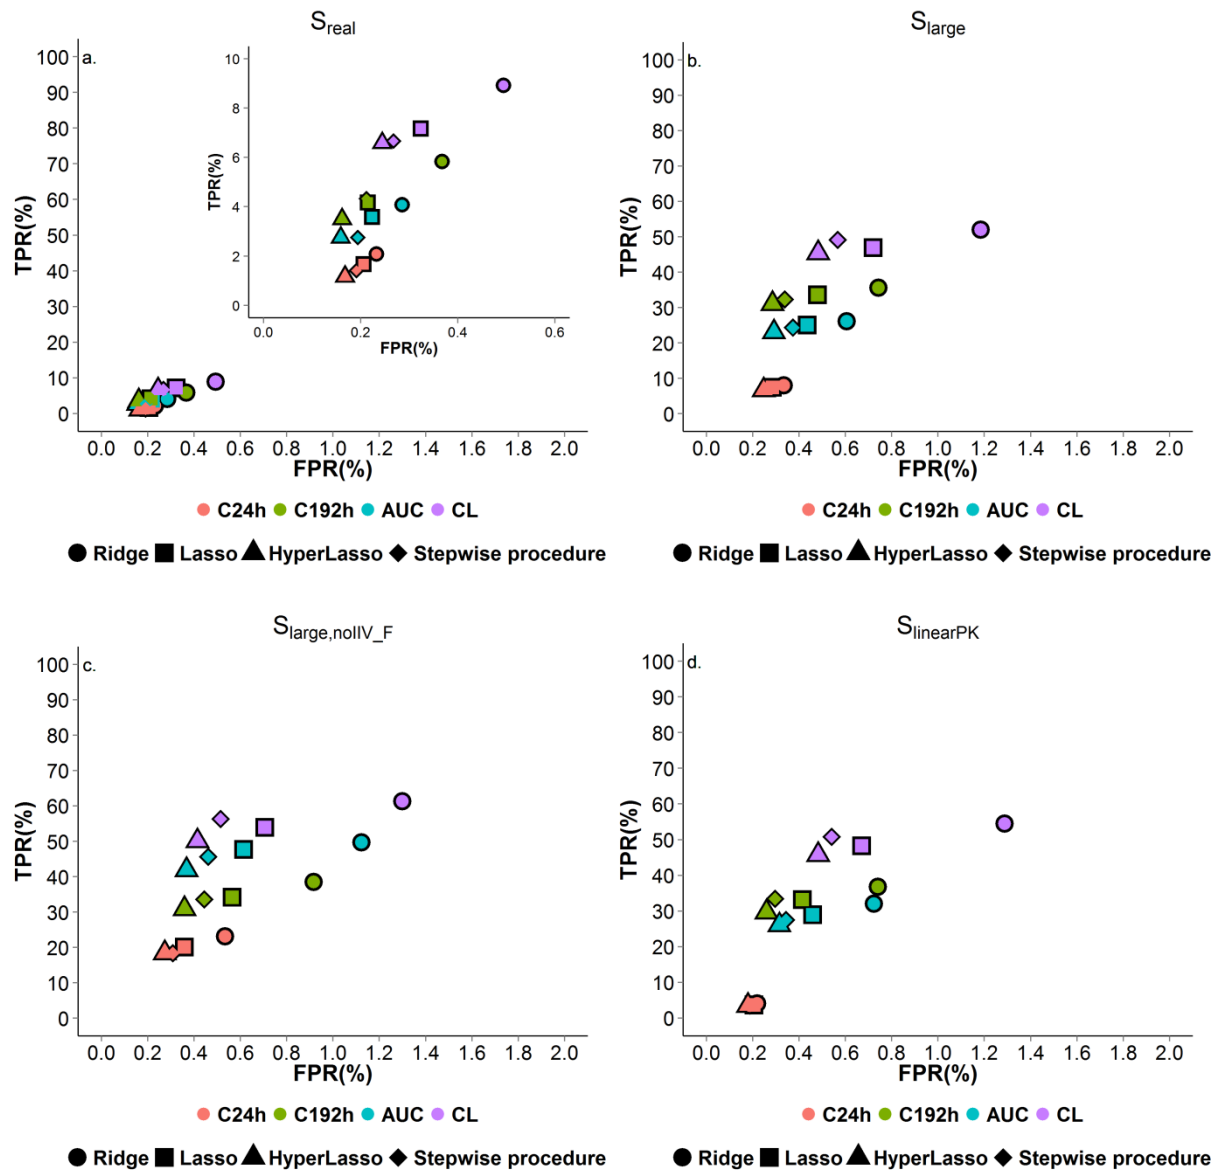 S_real
a.
100
90
80
70
60
50
40
30
20
10
0
TPR(%)
10
8
6
4
2
0
TPR(%)
0.0 0.2 0.4 0.6
FPR(%)
0.0 0.2 0.4 0.6 0.8 1.0 1.2 1.4 1.6 1.8 2.0
FPR(%)
C24h C192h AUC CL
Ridge Lasso HyperLasso Stepwise procedure
S_large
b.
100
90
80
70
60
50
40
30
20
10
0
TPR(%)
0.0 0.2 0.4 0.6 0.8 1.0 1.2 1.4 1.6 1.8 2.0
FPR(%)
C24h C192h AUC CL
Ridge Lasso HyperLasso Stepwise procedure
S_large,noIIV_F
c.
100
90
80
70
60
50
40
30
20
10
0
TPR(%)
0.0 0.2 0.4 0.6 0.8 1.0 1.2 1.4 1.6 1.8 2.0
FPR(%)
C24h C192h AUC CL
Ridge Lasso HyperLasso Stepwise procedure
S_linearPK
d.
100
90
80
70
60
50
40
30
20
10
0
TPR(%)
0.0 0.2 0.4 0.6 0.8 1.0 1.2 1.4 1.6 1.8 2.0
FPR(%)
C24h C192h AUC CL
Ridge Lasso HyperLasso Stepwise procedure